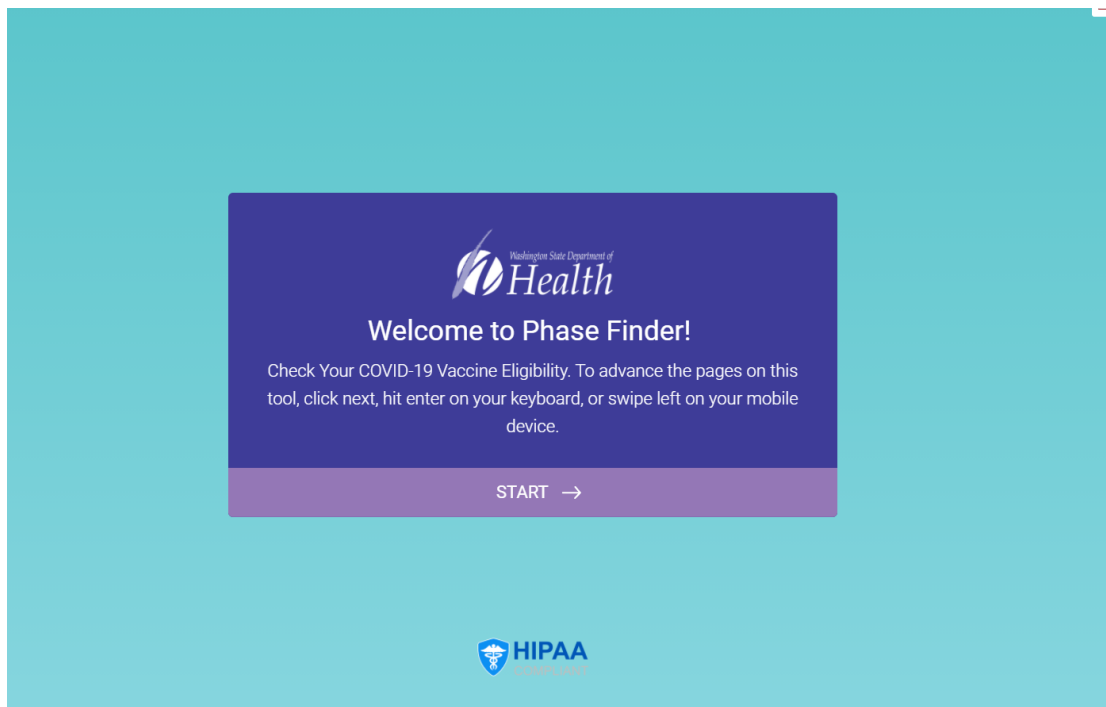 Washington State Department of
Health
Welcome to Phase Finder!
Check Your COVID-19 Vaccine Eligibility. To advance the pages on this
tool, click next, hit enter on your keyboard, or swipe left on your mobile
device.
START
HIPAA